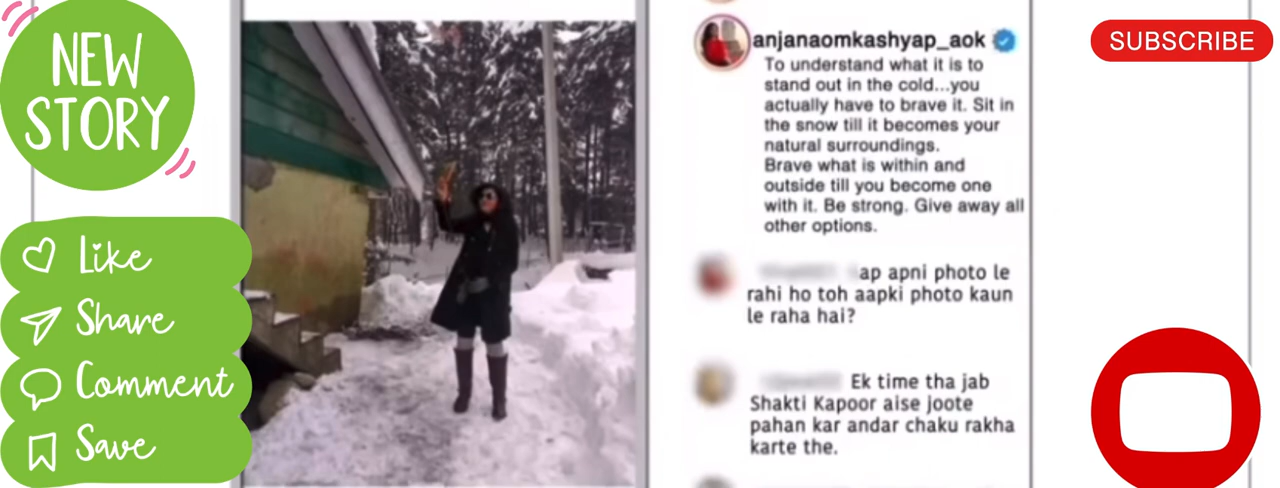 NEW
STORY
Like
Share
Comment
Save
anjanaomkashyap_aok
To understand what it is to
stand out in the cold...you
actually have to brave it. Sit in
the snow till it becomes your
natural surroundings.
Brave what is within and
outside till you become one
with it. Be strong. Give away all
other options.
ap apni photo le
rahi ho toh aapki photo kaun
le raha hai?
Ek time tha jab
Shakti Kapoor aise joote
pahan kar andar chaku rakha
karte the.
SUBSCRIBE